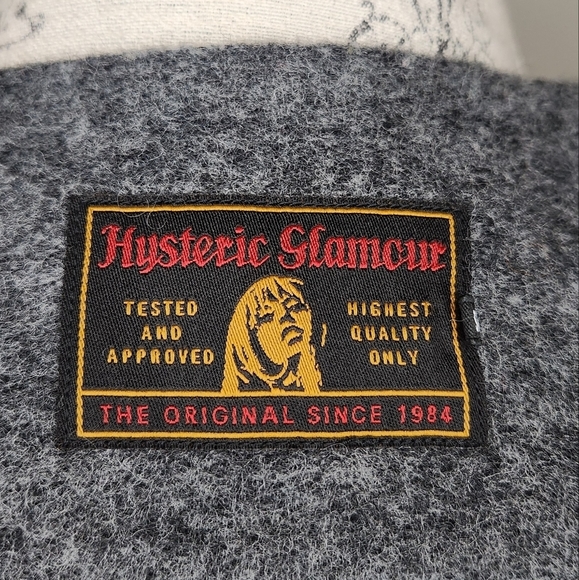 Hysteric Glamour
TESTED
AND
APPROVED
HIGHEST
QUALITY
ONLY
THE ORIGINAL SINCE 1984